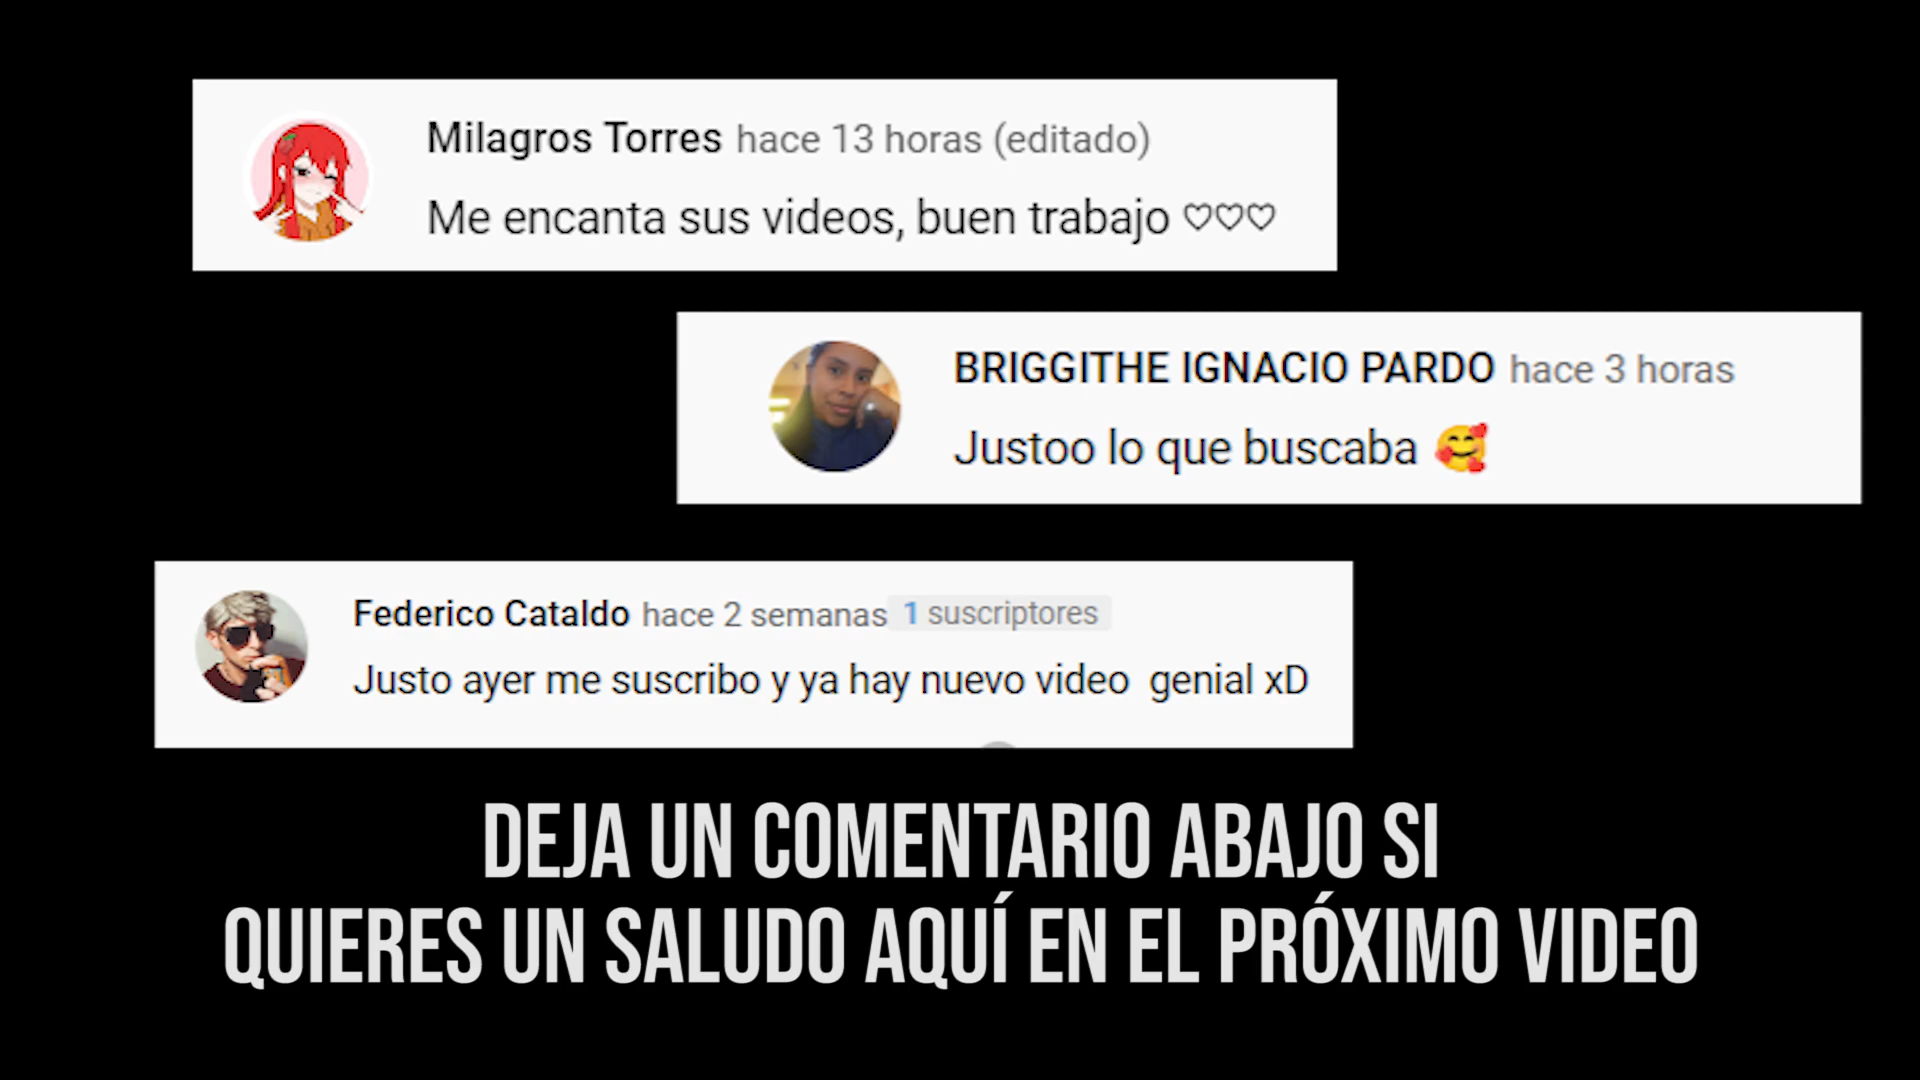 Milagros Torres hace 13 horas (editado)
Me encanta sus videos, buen trabajo ♡♡♡
BRIGGITHE IGNACIO PARDO hace 3 horas
Justoo lo que buscaba 🥰
Federico Cataldo hace 2 semanas 1 suscriptores
Justo ayer me suscribo y ya hay nuevo video genial xD
DEJA UN COMENTARIO ABAJO SI
QUIERES UN SALUDO AQUÍ EN EL PRÓXIMO VIDEO